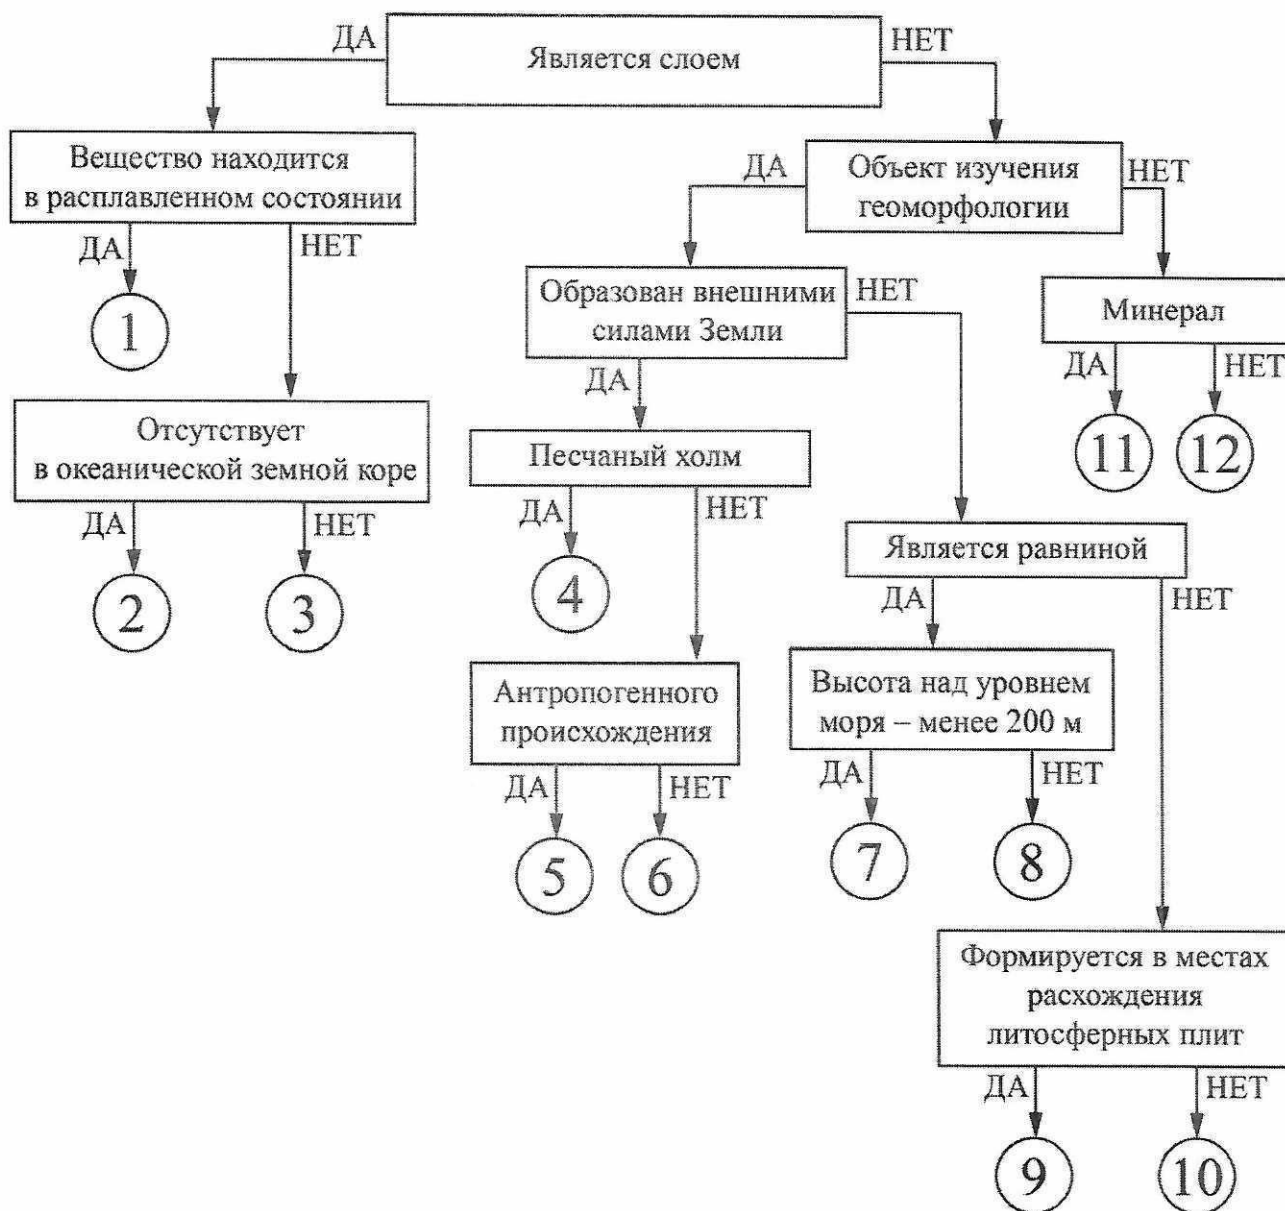 ДА
Является слоем
НЕТ
Вещество находится
в расплавленном состоянии
ДА
Объект изучения
геоморфологии
НЕТ
ДА
НЕТ
1
Образован внешними
силами Земли
НЕТ
Минерал
ДА
НЕТ
11
12
Отсутствует
в океанической земной коре
ДА
НЕТ
2
3
ДА
Песчаный холм
ДА
НЕТ
4
Является равниной
ДА
НЕТ
Антропогенного
происхождения
ДА
НЕТ
5
6
Высота над уровнем
моря – менее 200 м
ДА
НЕТ
7
8
Формируется в местах
расхождения
литосферных плит
ДА
НЕТ
9
10